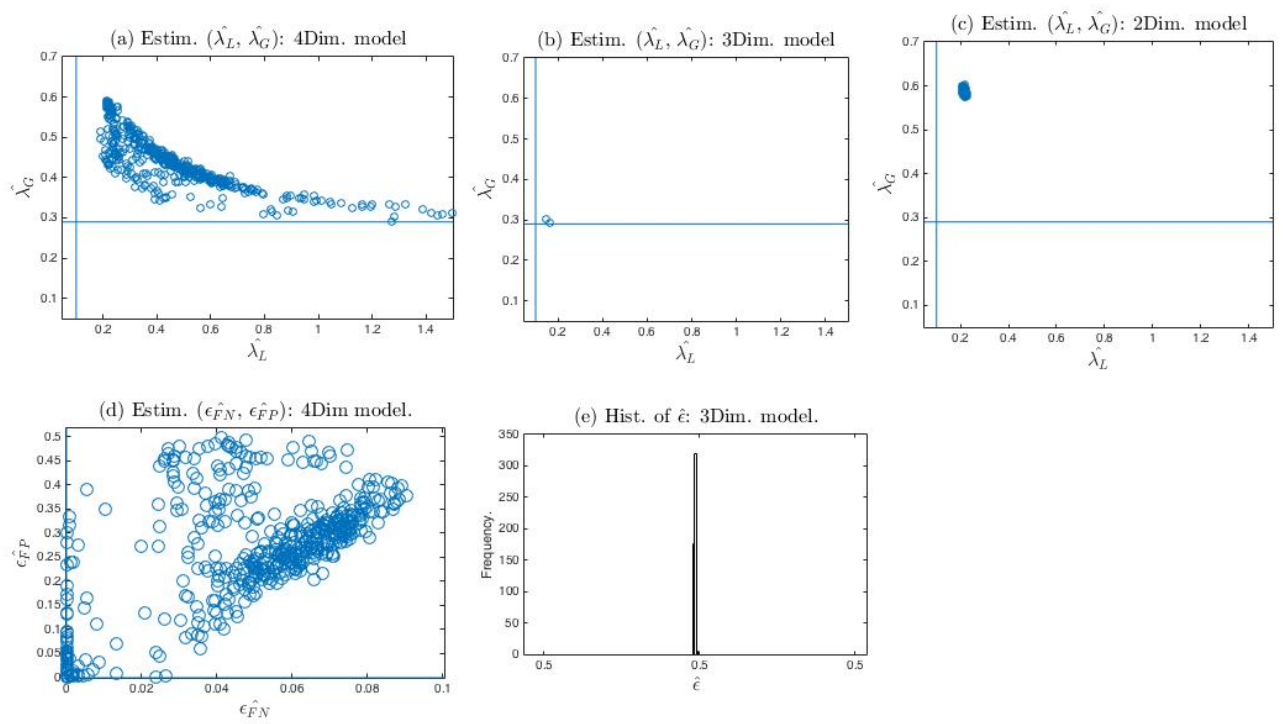 (a) Estim. (λ̂_L, λ̂_G): 4Dim. model
0.7
0.6
0.5
0.4
0.3
0.2
0.1
λ̂_G
0.2 0.4 0.6 0.8 1 1.2 1.4
λ̂_L
(b) Estim. (λ̂_L, λ̂_G): 3Dim. model
0.7
0.6
0.5
0.4
0.3
0.2
0.1
λ̂_G
0.2 0.4 0.6 0.8 1 1.2 1.4
λ̂_L
(c) Estim. (λ̂_L, λ̂_G): 2Dim model
0.7
0.6
0.5
0.4
0.3
0.2
0.1
λ̂_G
0.2 0.4 0.6 0.8 1 1.2 1.4
λ̂_L
(d) Estim. (ϵ̂_FN, ϵ̂_FP): 4Dim model.
0.5
0.45
0.4
0.35
0.3
0.25
0.2
0.15
0.1
0.05
0
ϵ̂_FP
0 0.02 0.04 0.06 0.08 0.1
ϵ̂_FN
(e) Hist. of ϵ̂: 3Dim. model.
350
300
250
200
150
100
50
0
Frequency.
0.5 0.5 0.5
ϵ̂